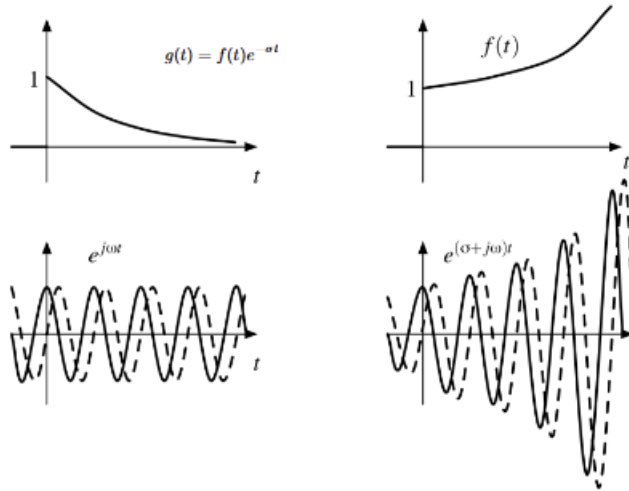 g(t) = f(t)e^{-σt}
f(t)
1
1
t
t
e^{jωt}
e^{(σ+jω)t}
t